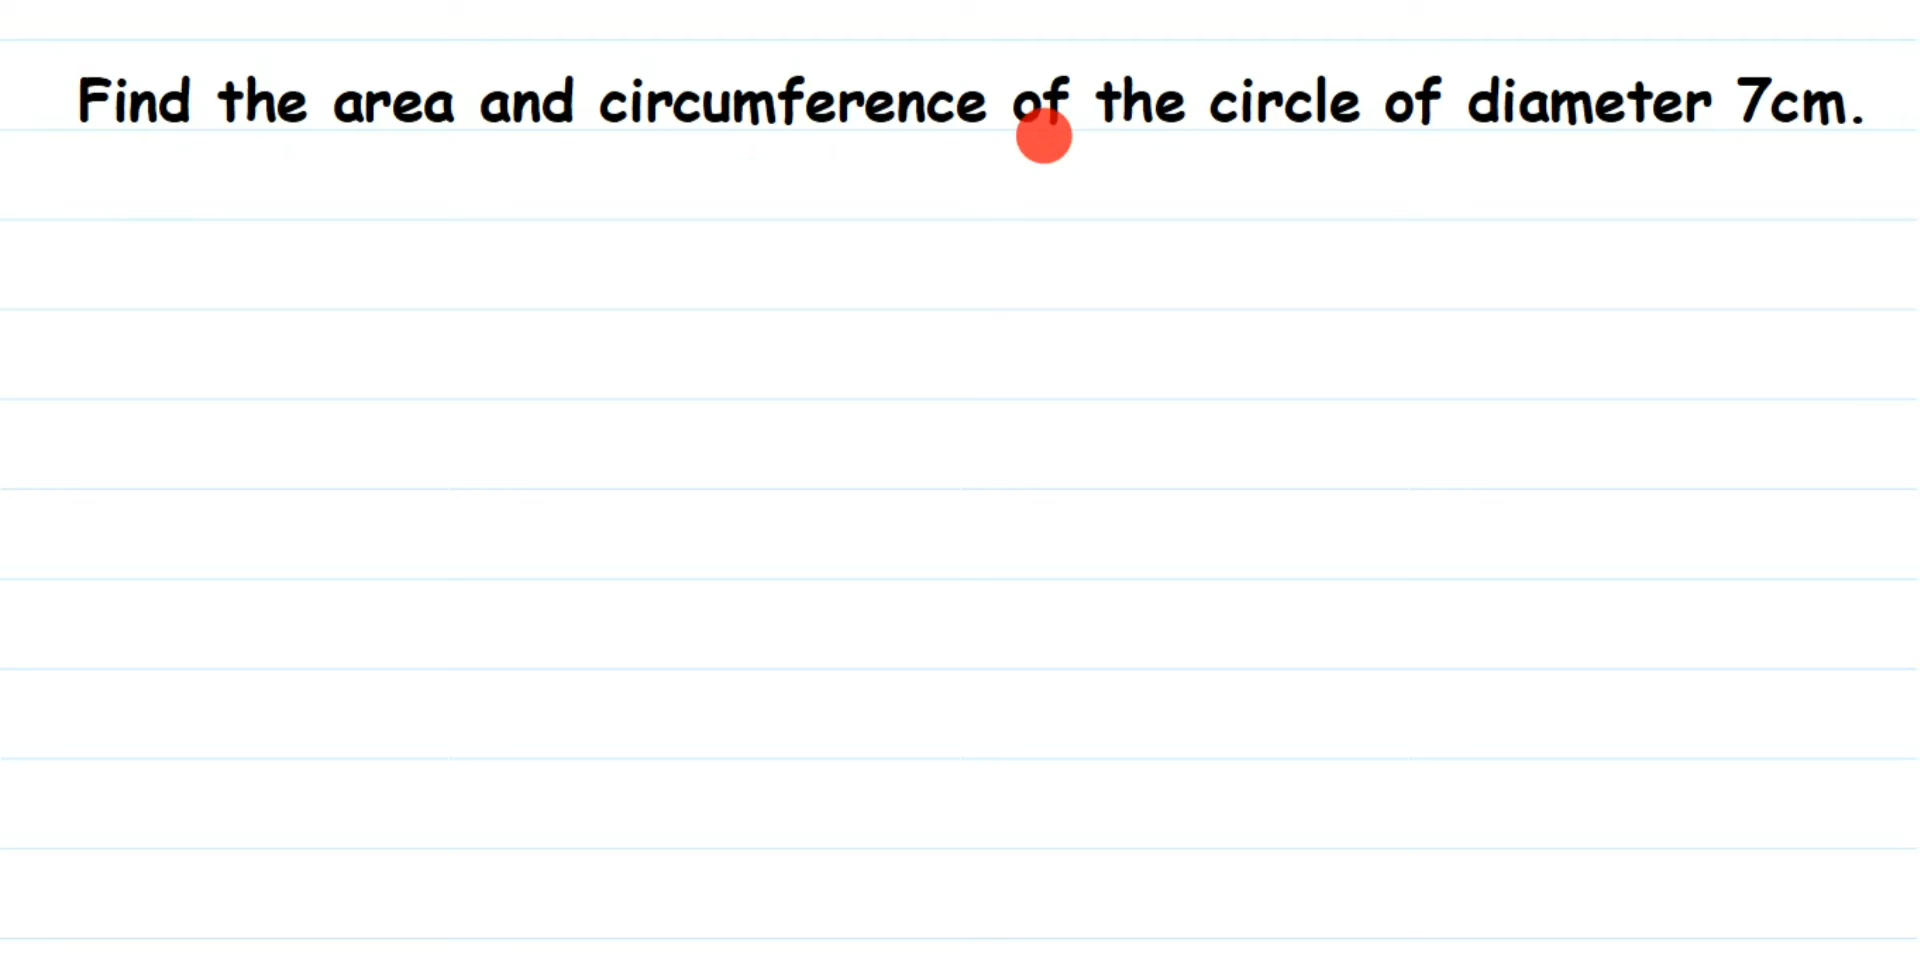 Find the area and circumference of the circle of diameter 7cm.